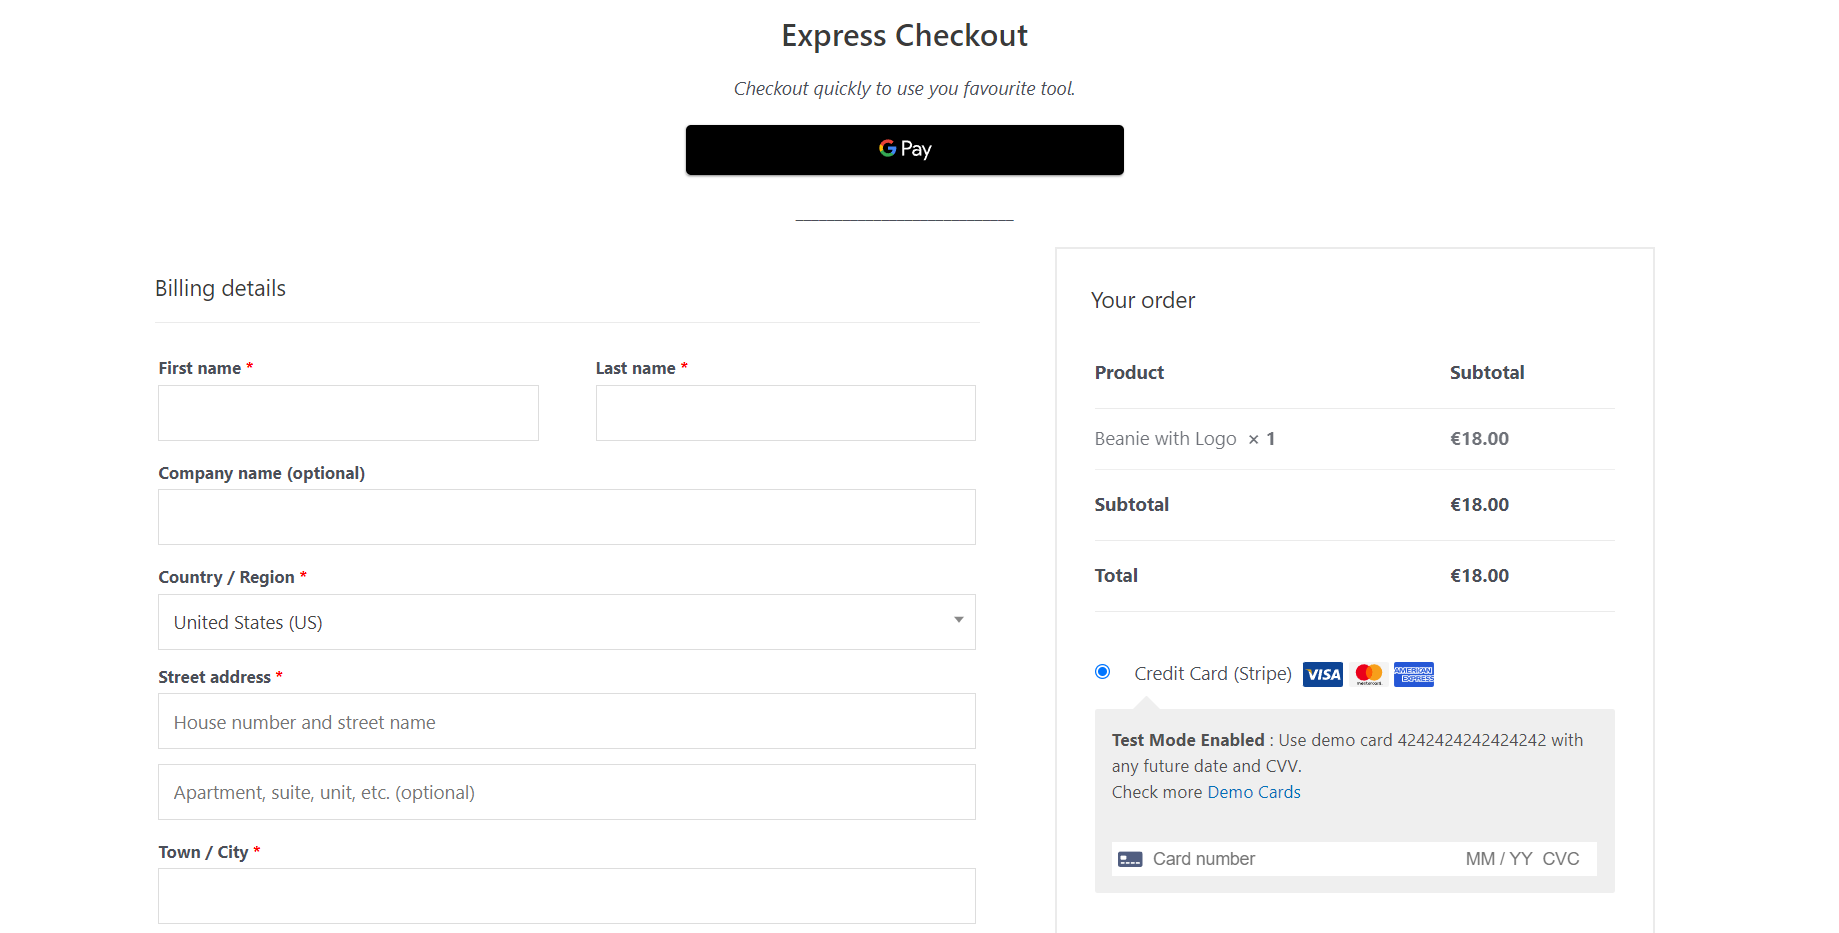 Express Checkout
Checkout quickly to use you favourite tool.
G Pay
Billing details
First name *
Last name *
Company name (optional)
Country / Region *
United States (US)
Street address *
House number and street name
Apartment, suite, unit, etc. (optional)
Town / City *
Your order
Product Subtotal
Beanie with Logo × 1 €18.00
Subtotal €18.00
Total €18.00
Credit Card (Stripe) VISA mastercard AMERICAN EXPRESS
Test Mode Enabled : Use demo card 4242424242424242 with
any future date and CVV.
Check more Demo Cards
Card number MM / YY CVC